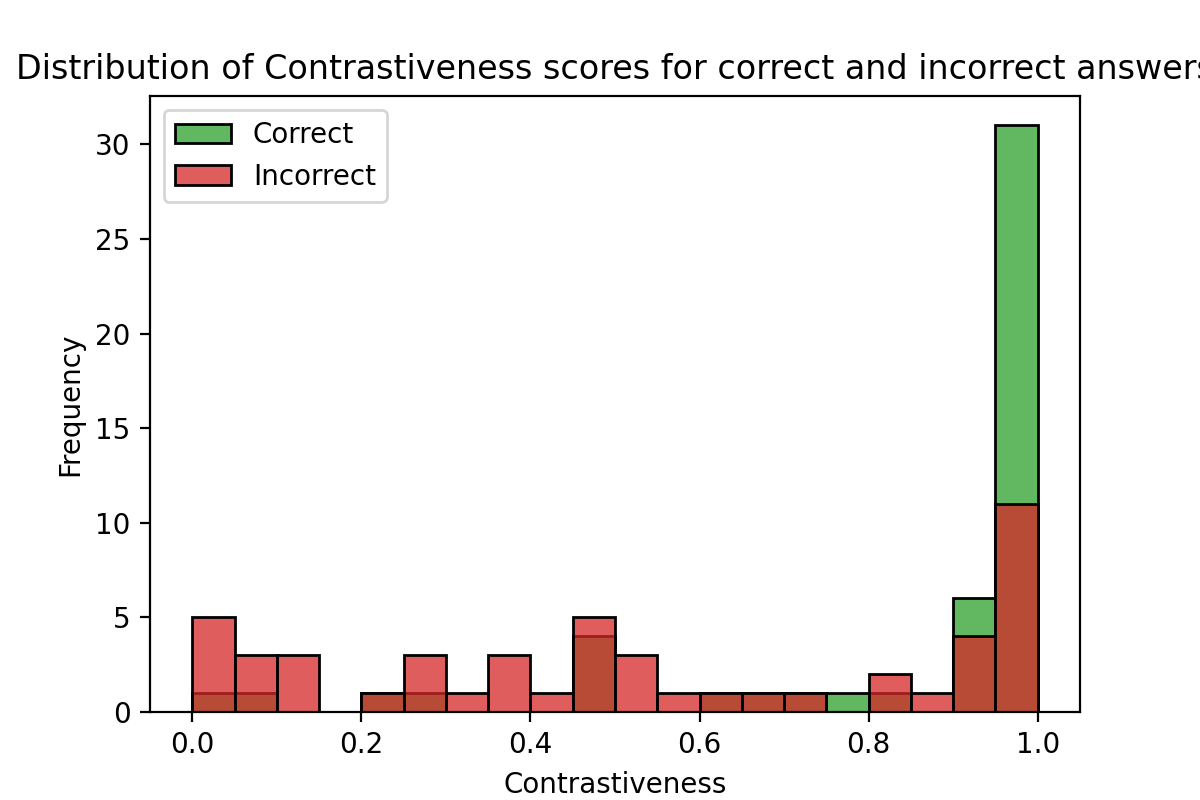 Distribution of Contrastiveness scores for correct and incorrect answers
Correct
Incorrect
30
25
20
15
10
5
0
Frequency
0.0 0.2 0.4 0.6 0.8 1.0
Contrastiveness